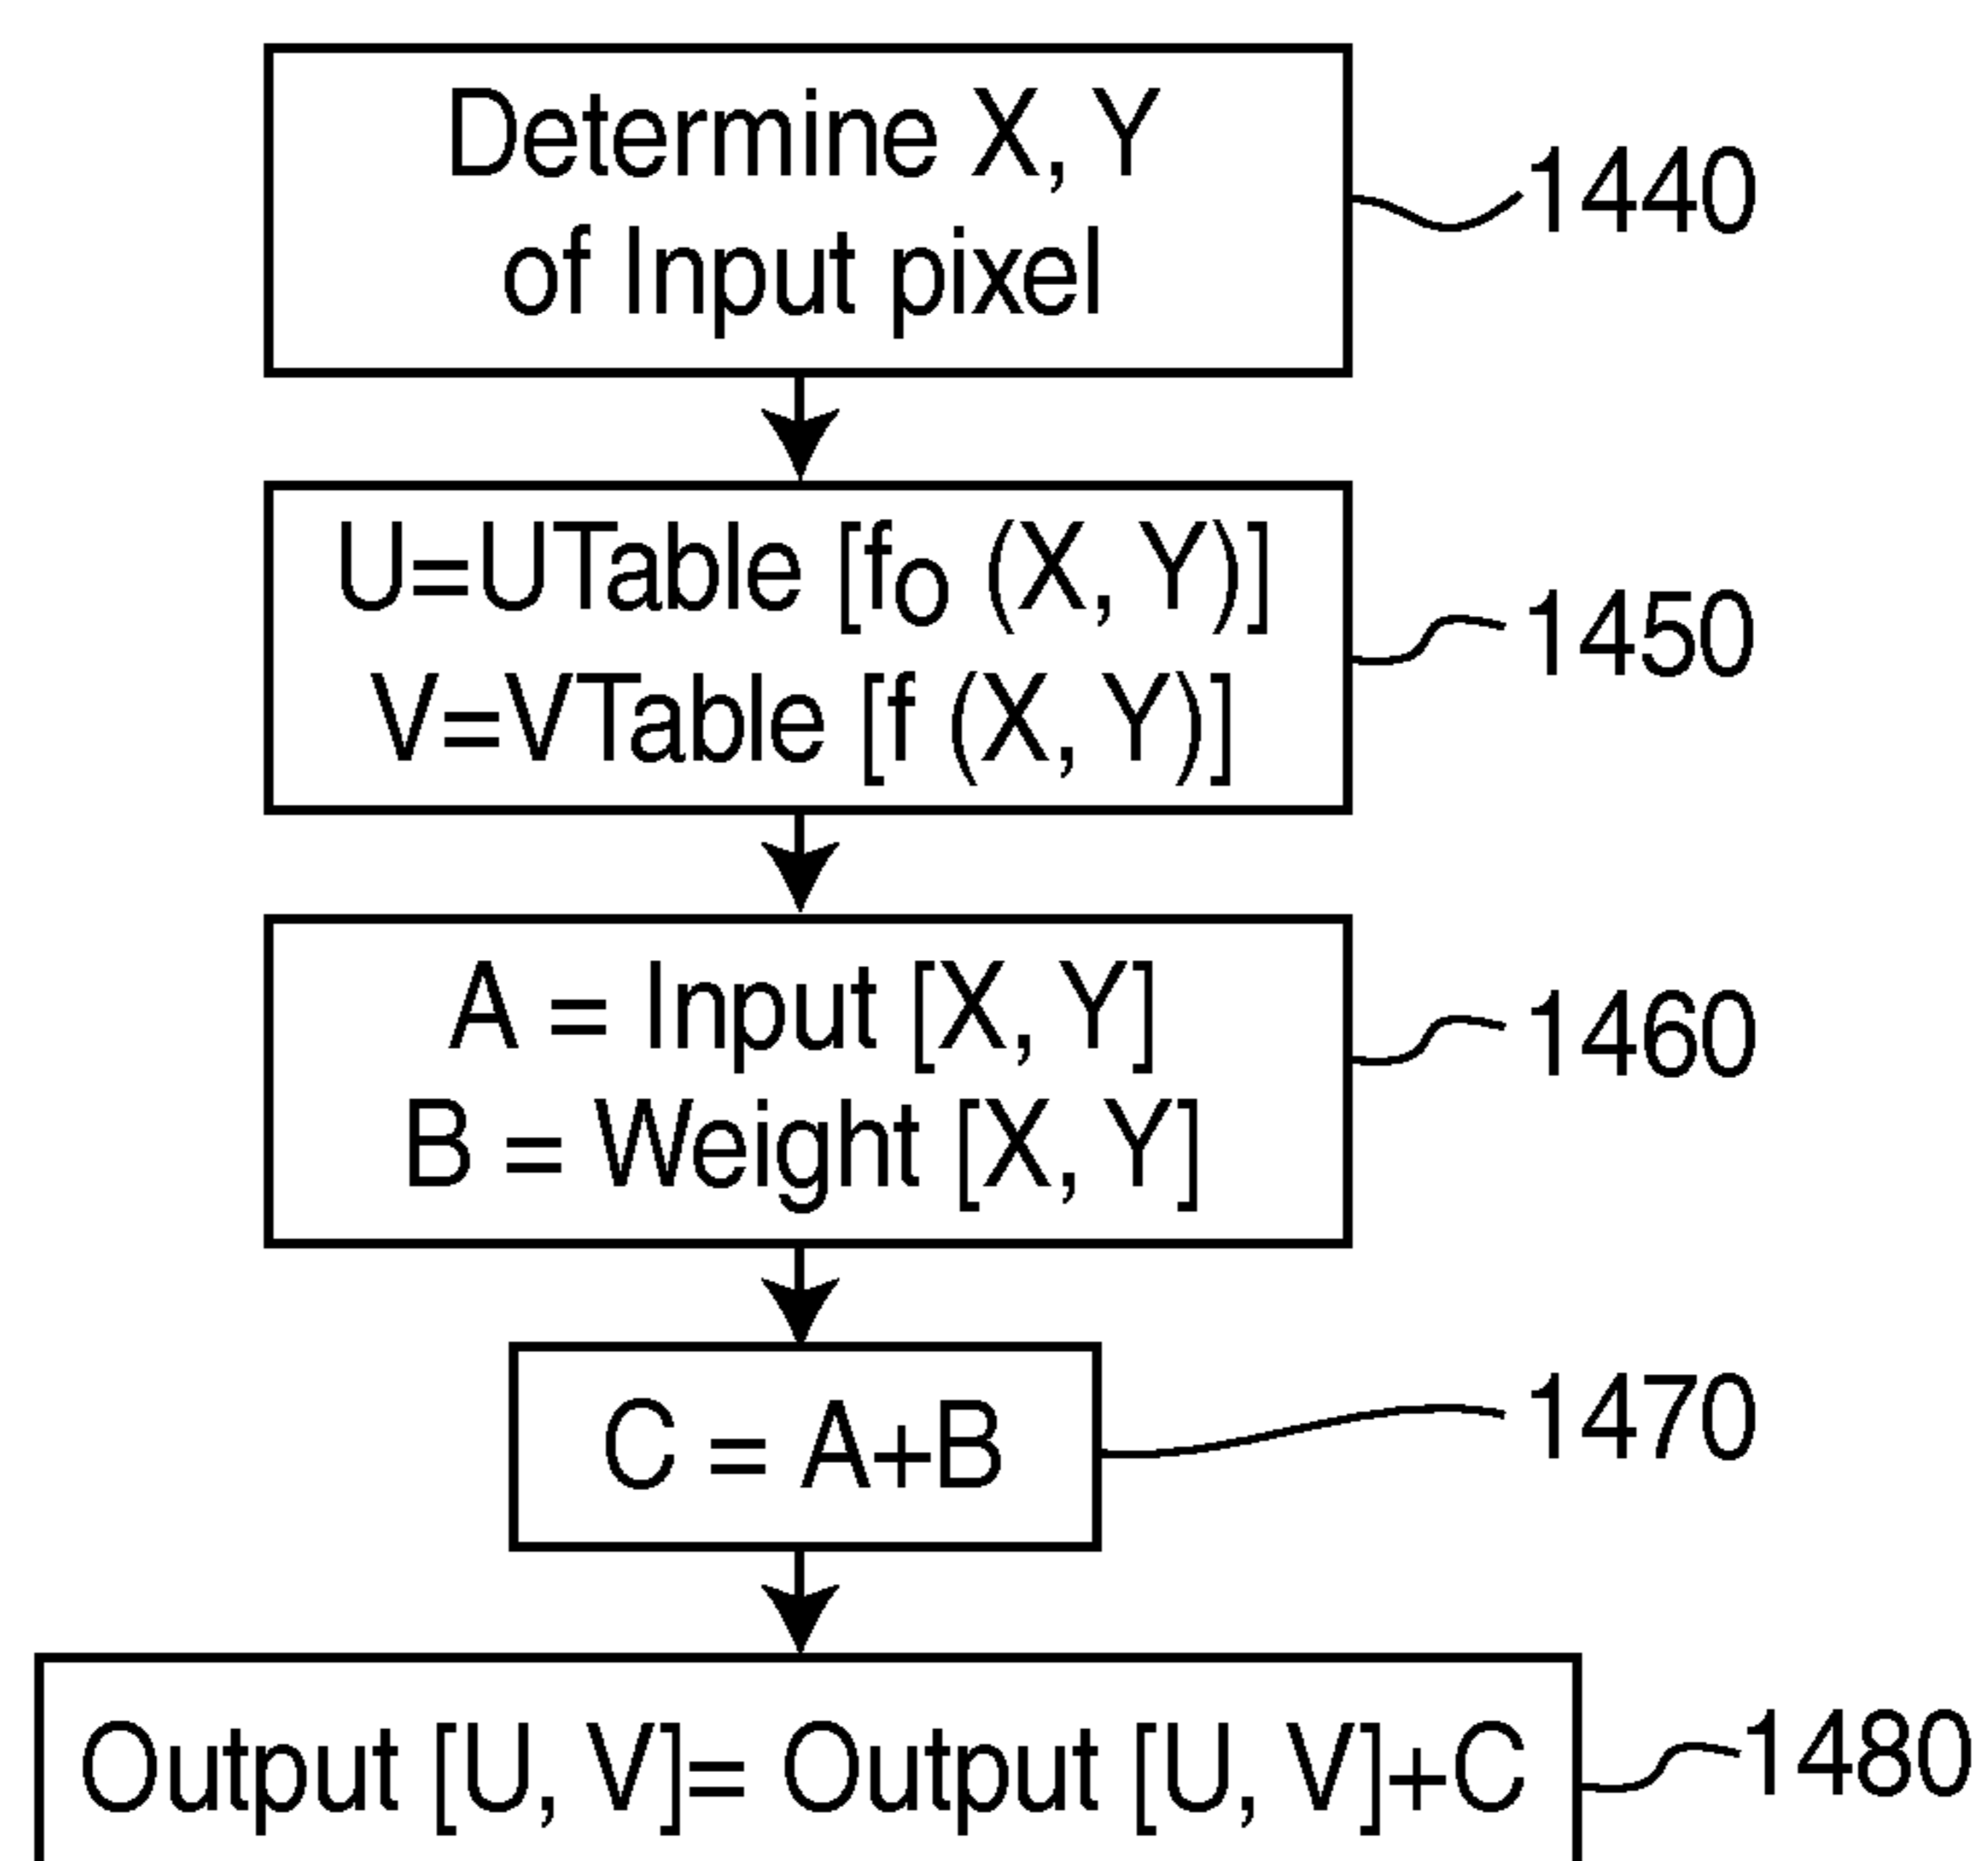 Determine X, Y
of Input pixel
1440
U=UTable [fo (X, Y)]
V=VTable [f (X, Y)]
1450
A = Input [X, Y]
B = Weight [X, Y]
1460
C = A+B
1470
Output [U, V]= Output [U, V]+C
1480